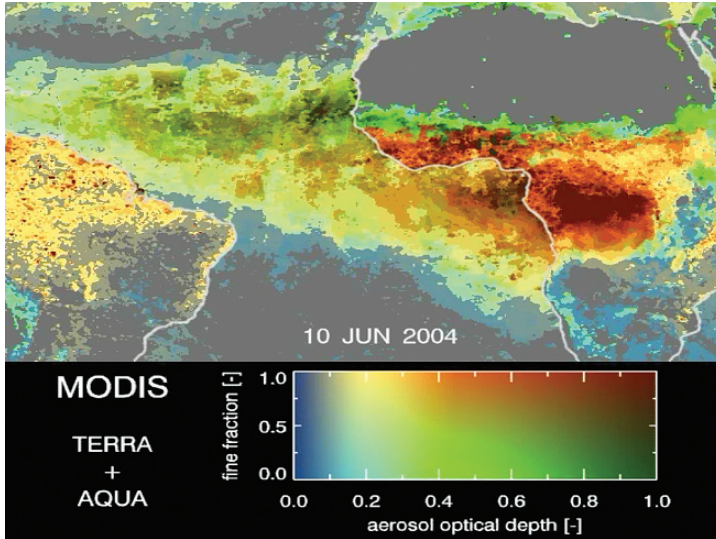 10 JUN 2004
MODIS
TERRA
+
AQUA
fine fraction [-]
1.0
0.5
0.0
0.0 0.2 0.4 0.6 0.8 1.0
aerosol optical depth [-]